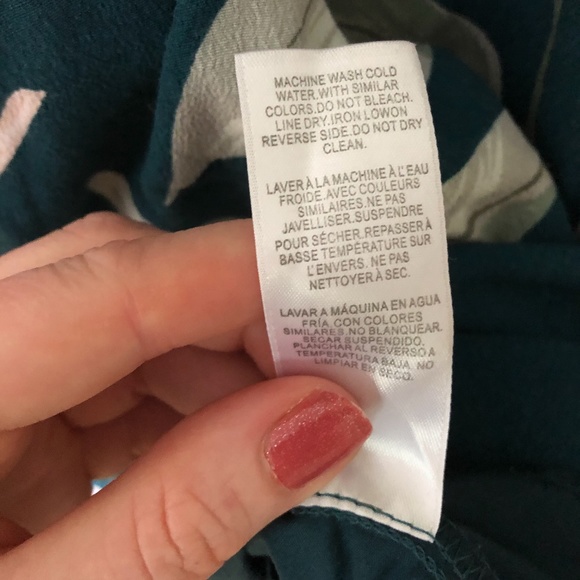 MACHINE WASH COLD
WATER.WITH SIMILAR
COLORS.DO NOT BLEACH.
LINE DRY.IRON LOWON
REVERSE SIDE.DO NOT DRY
CLEAN.
LAVER À LA MACHINE À L'EAU
FROIDE.AVEC COULEURS
SIMILAIRES.NE PAS
JAVELLISER.SUSPENDRE
POUR SÉCHER.REPASSER À
BASSE TEMPÉRATURE SUR
L'ENVERS. NE PAS
NETTOYER À SEC.
LAVAR A MÁQUINA EN AGUA
FRÍA, CON COLORES
SIMILARES.NO BLANQUEAR.
SECAR SUSPENDIDO.
PLANCHAR AL REVERSO A
TEMPERATURA BAJA. NO
LIMPIAR EN SECO.